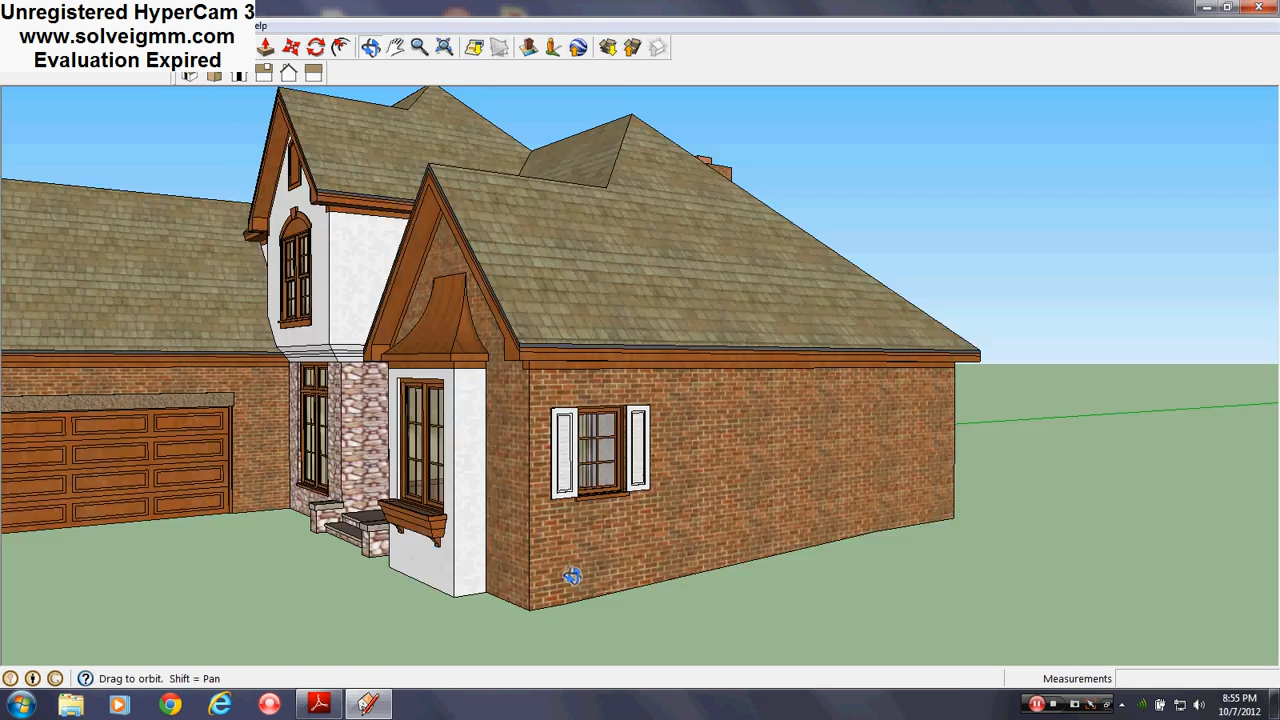 Unregistered HyperCam 3
www.solveigmm.com
Evaluation Expired
elp
Drag to orbit. Shift = Pan
Measurements
8:55 PM
10/7/2012